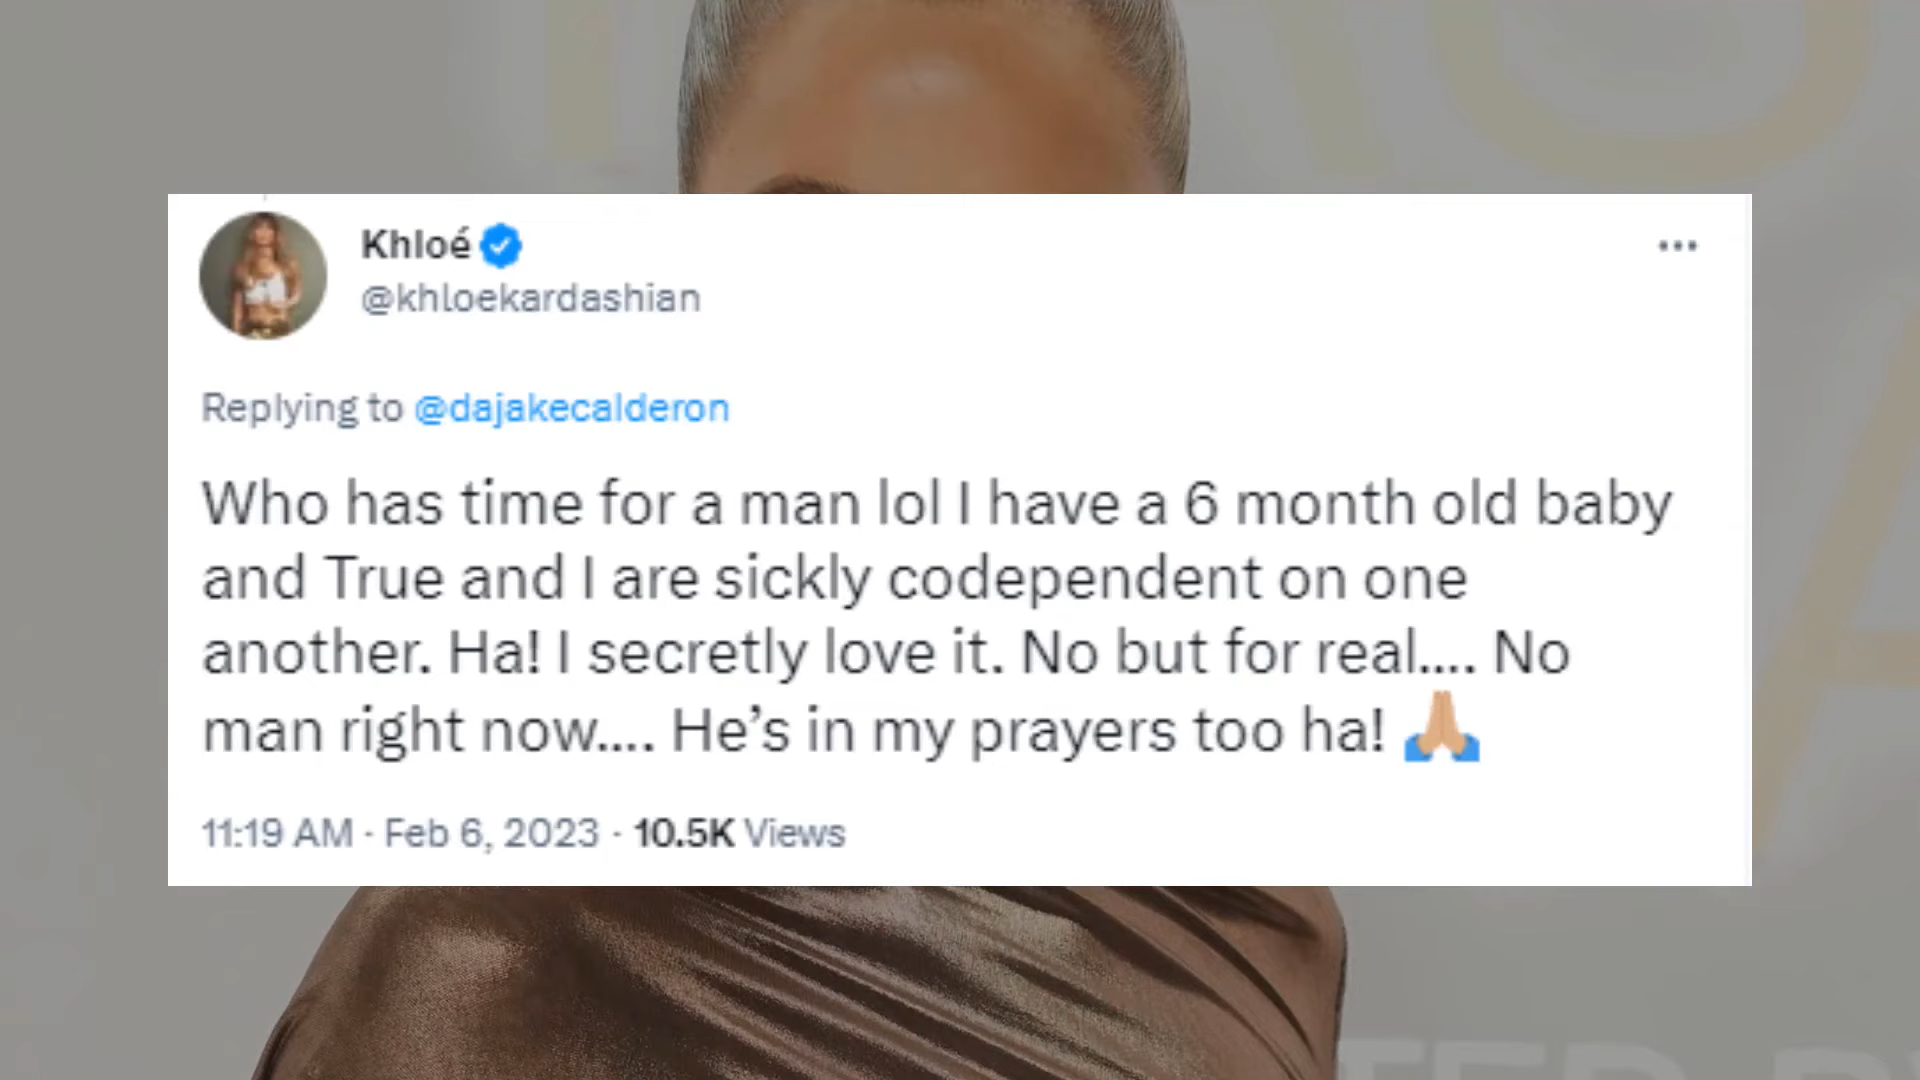 Khloé
@khloekardashian
Replying to @dajakecalderon
Who has time for a man lol I have a 6 month old baby
and True and I are sickly codependent on one
another. Ha! I secretly love it. No but for real.... No
man right now.... He’s in my prayers too ha! 🙏🏼
11:19 AM · Feb 6, 2023 · 10.5K Views